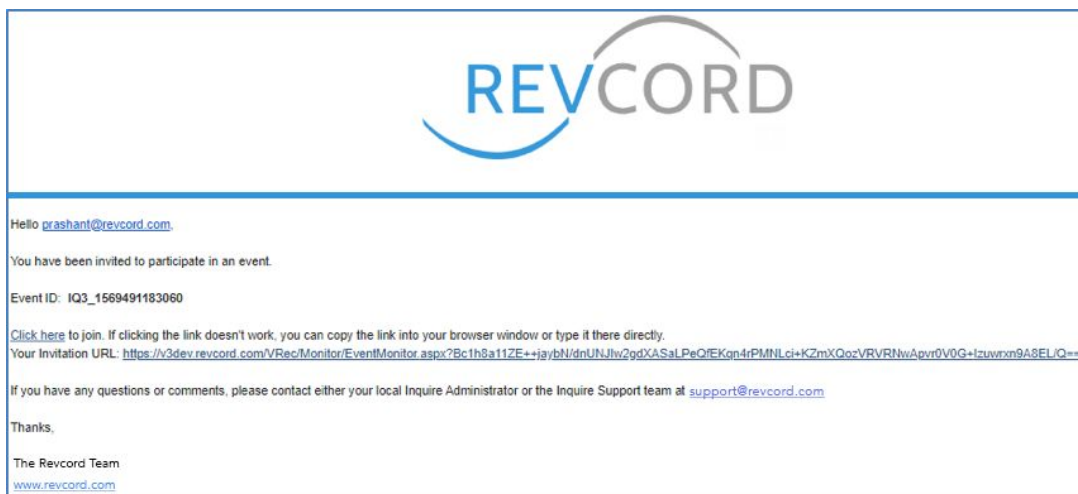 REVCORD
Hello prashant@revcord.com,
You have been invited to participate in an event.
Event ID: IQ3_1569491183060
Click here to join. If clicking the link doesn't work, you can copy the link into your browser window or type it there directly.
Your Invitation URL: https://v3dev.revcord.com/VRec/Monitor/EventMonitor.aspx?Bc1h8a11ZE++jaybN/dnUNJIw2gdXASaLPeQfEKqn4rPMNLci+KZmXQozVRVRNwApvr0V0G+Izuwrxn9A8EL/Q==
If you have any questions or comments, please contact either your local Inquire Administrator or the Inquire Support team at support@revcord.com
Thanks,
The Revcord Team
www.revcord.com